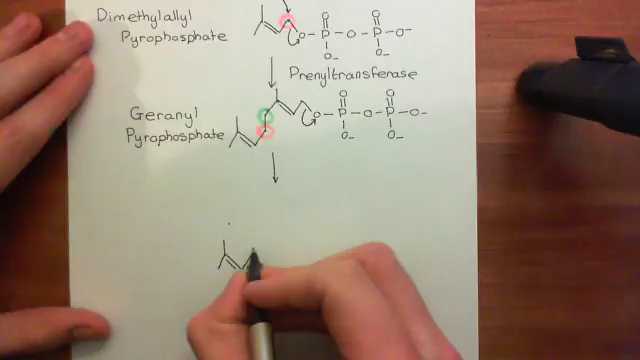 Dimethylallyl
Pyrophosphate
O-P-O-P-O-
O O
O- O-
Prenyltransferase
Geranyl
Pyrophosphate
O-P-O-P-O-
O O
O- O-